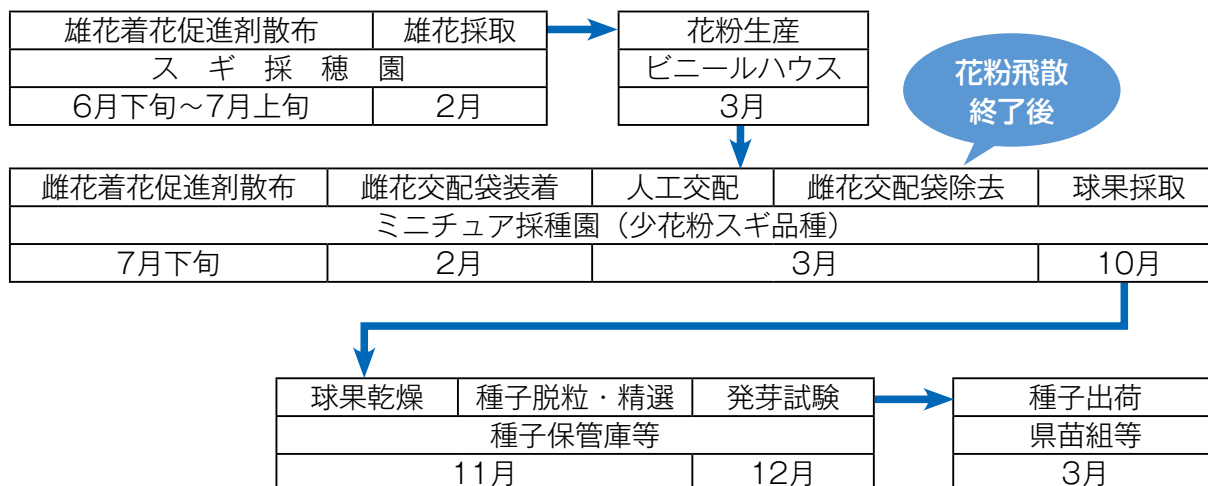 雄花着花促進剤散布 雄花採取
スギ採穂園
6月下旬～7月上旬 2月
花粉生産
ビニールハウス
3月
花粉飛散
終了後
雌花着花促進剤散布 雌花交配袋装着 人工交配 雌花交配袋除去 球果採取
ミニチュア採種園（少花粉スギ品種）
7月下旬 2月 3月 10月
球果乾燥 種子脱粒・精選 発芽試験
種子保管庫等
11月 12月
種子出荷
県苗組等
3月